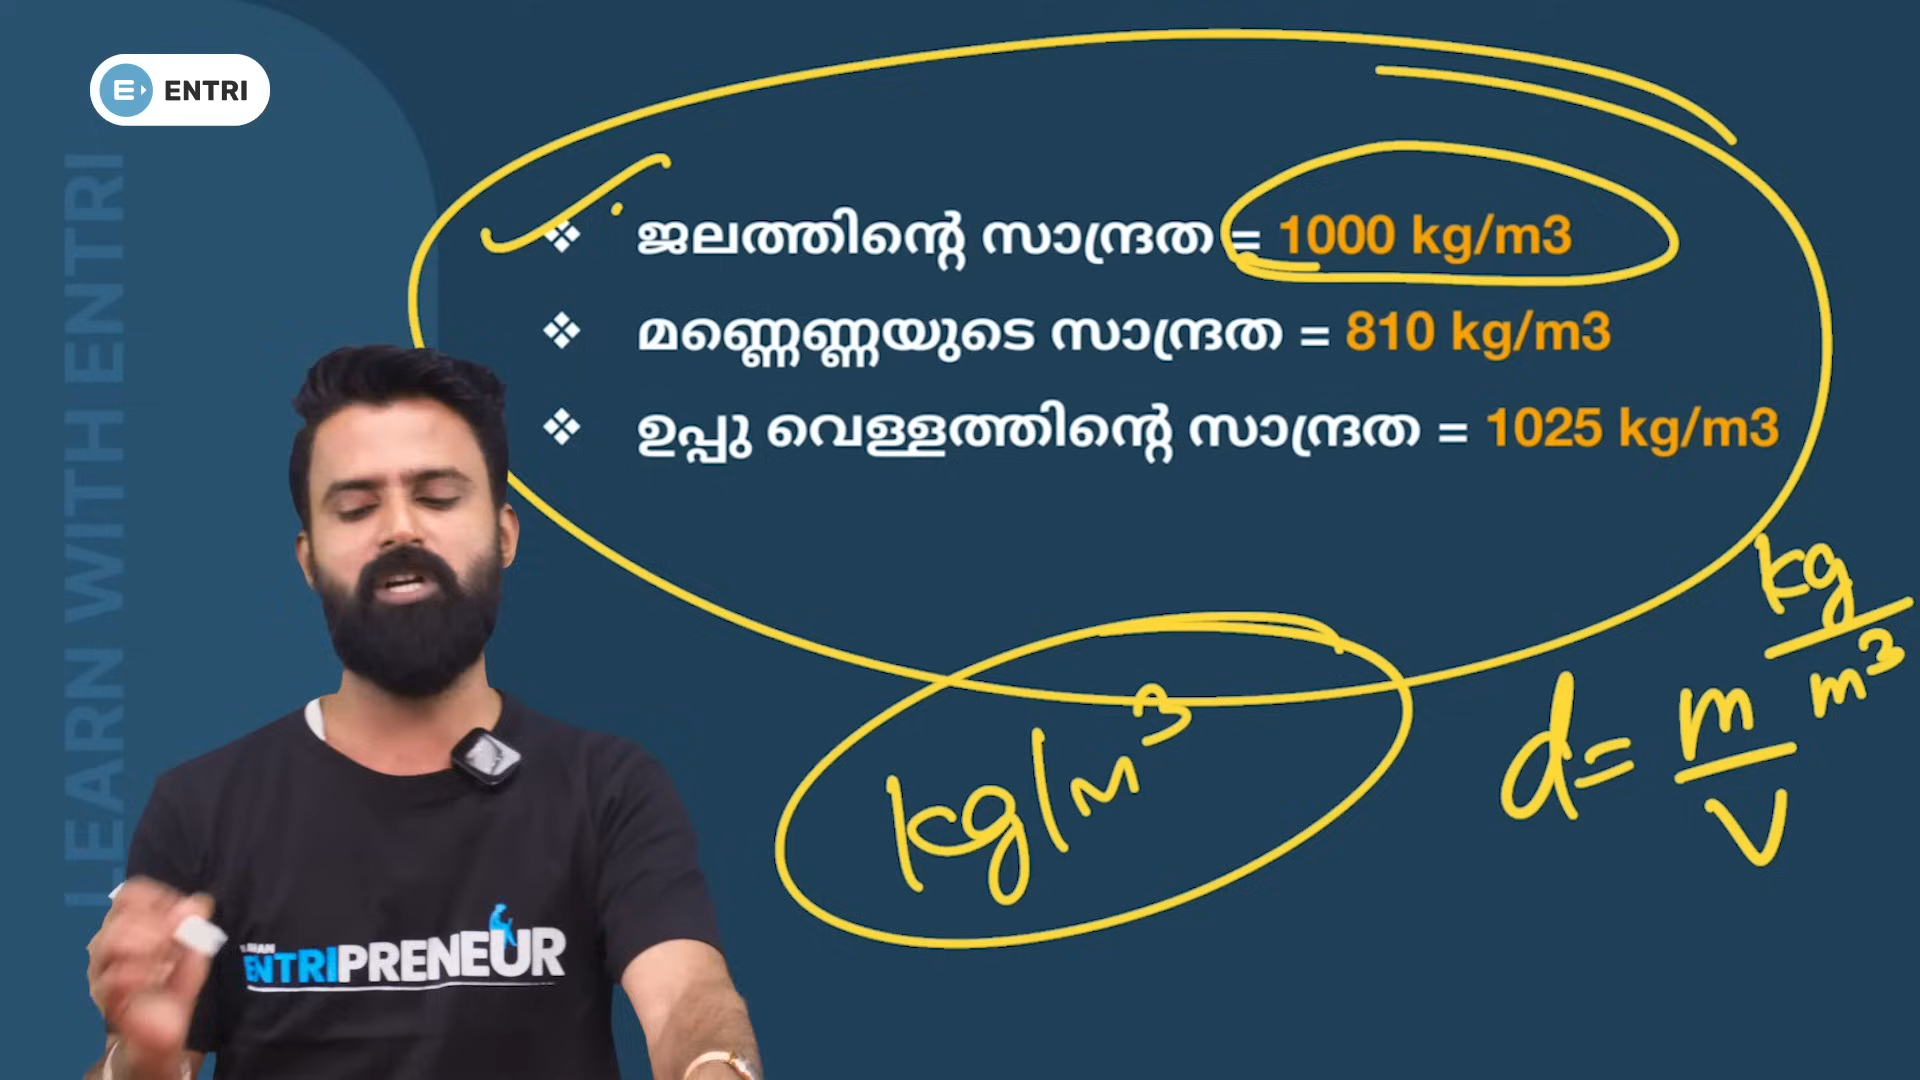 ENTRI
LEARN WITH ENTRI
❖ ജലത്തിന്റെ സാന്ദ്രത = 1000 kg/m3
❖ മണ്ണെണ്ണയുടെ സാന്ദ്രത = 810 kg/m3
❖ ഉപ്പു വെള്ളത്തിന്റെ സാന്ദ്രത = 1025 kg/m3
kg/m³
d = m/V
kg/m³
ENTRIPRENEUR